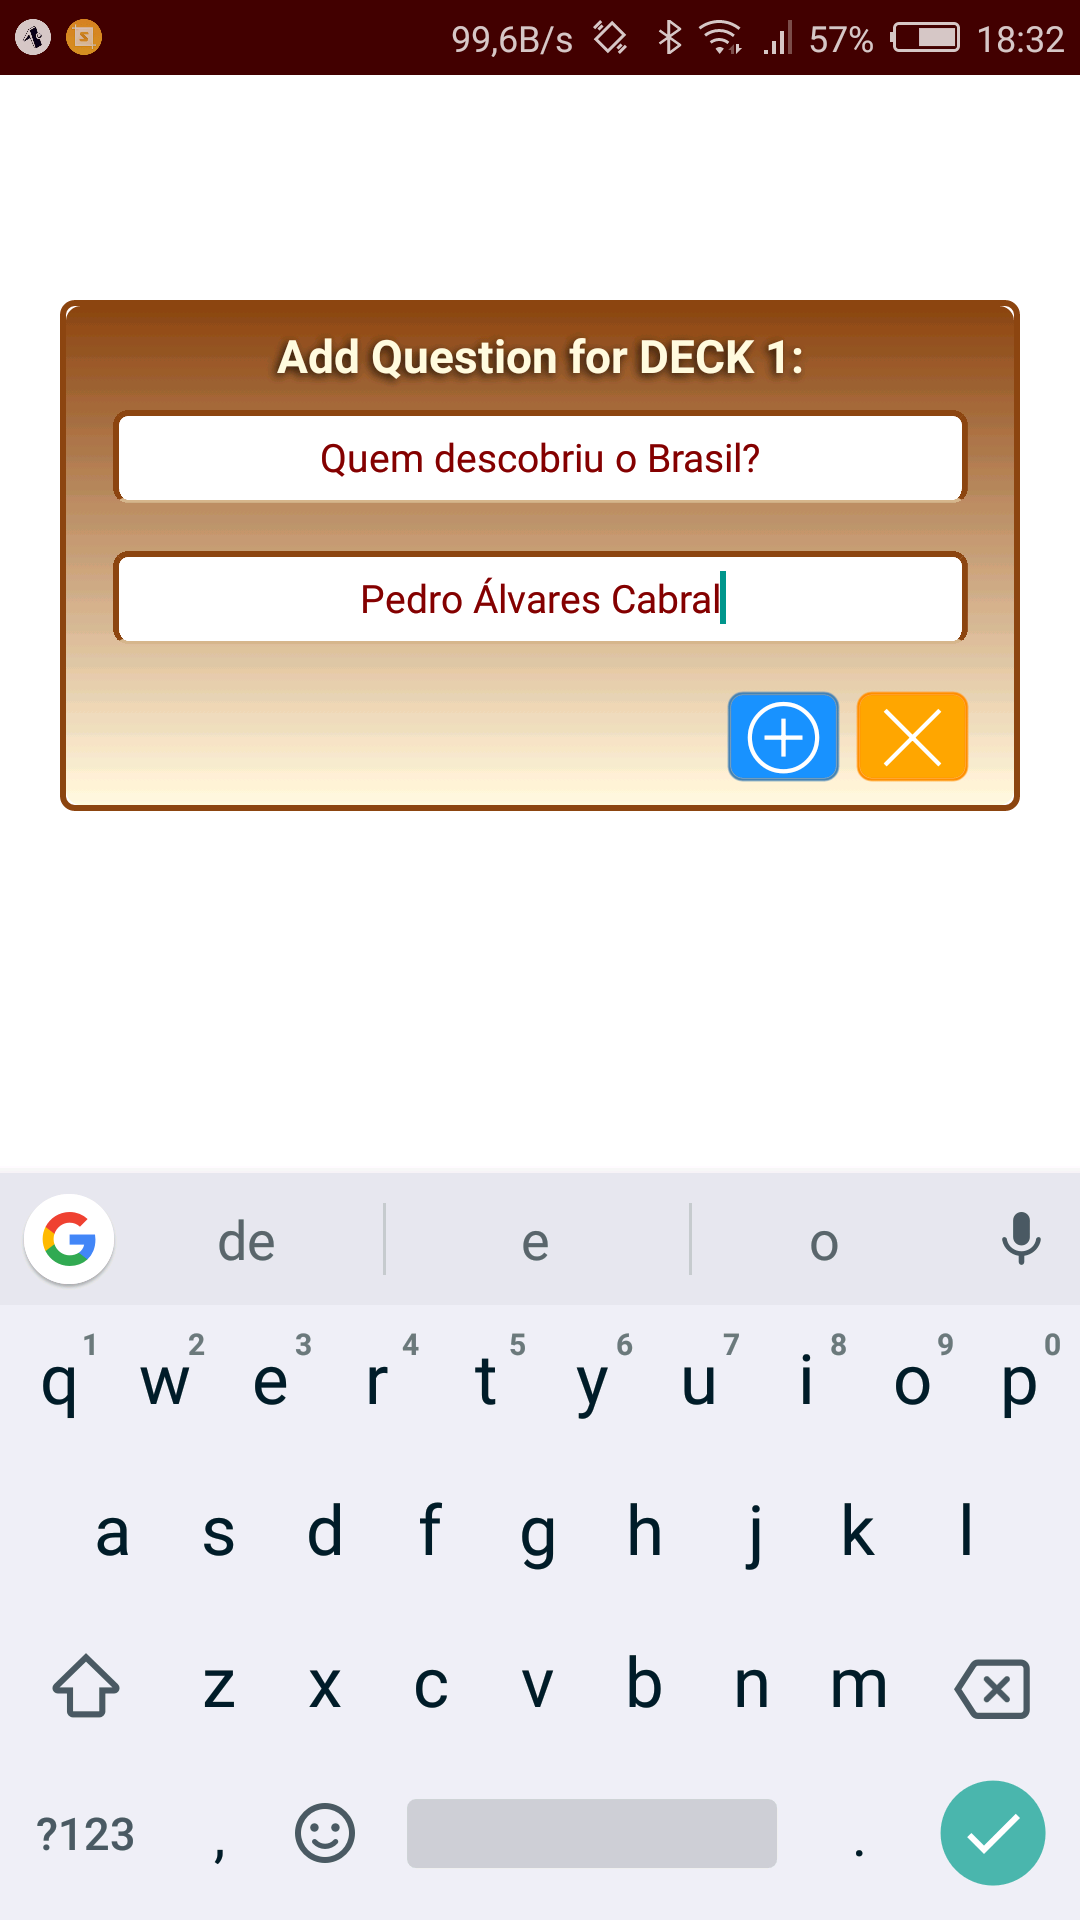 99,6B/s 57% 18:32
Add Question for DECK 1:
Quem descobriu o Brasil?
Pedro Álvares Cabral
de e o
1 2 3 4 5 6 7 8 9 0
q w e r t y u i o p
a s d f g h j k l
z x c v b n m
?123 , .